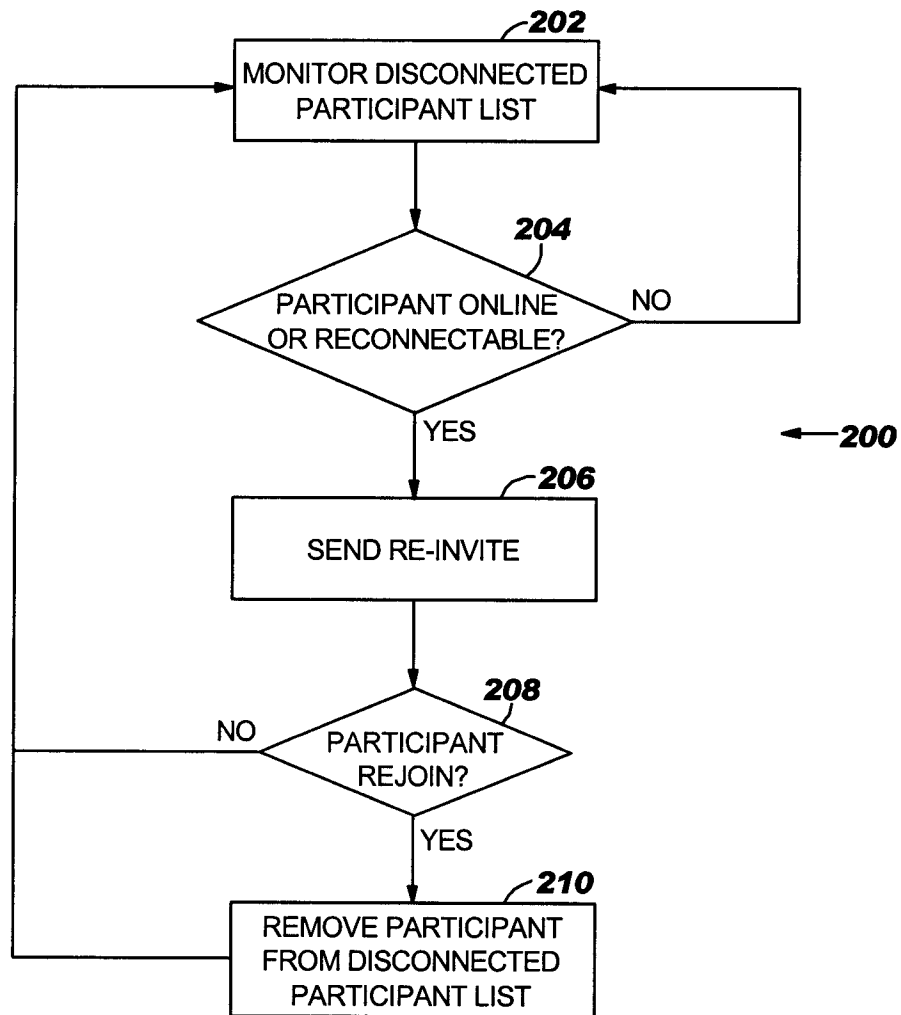 202
MONITOR DISCONNECTED
PARTICIPANT LIST
204
PARTICIPANT ONLINE
OR RECONNECTABLE?
NO
YES
200
206
SEND RE-INVITE
208
NO
PARTICIPANT
REJOIN?
YES
210
REMOVE PARTICIPANT
FROM DISCONNECTED
PARTICIPANT LIST